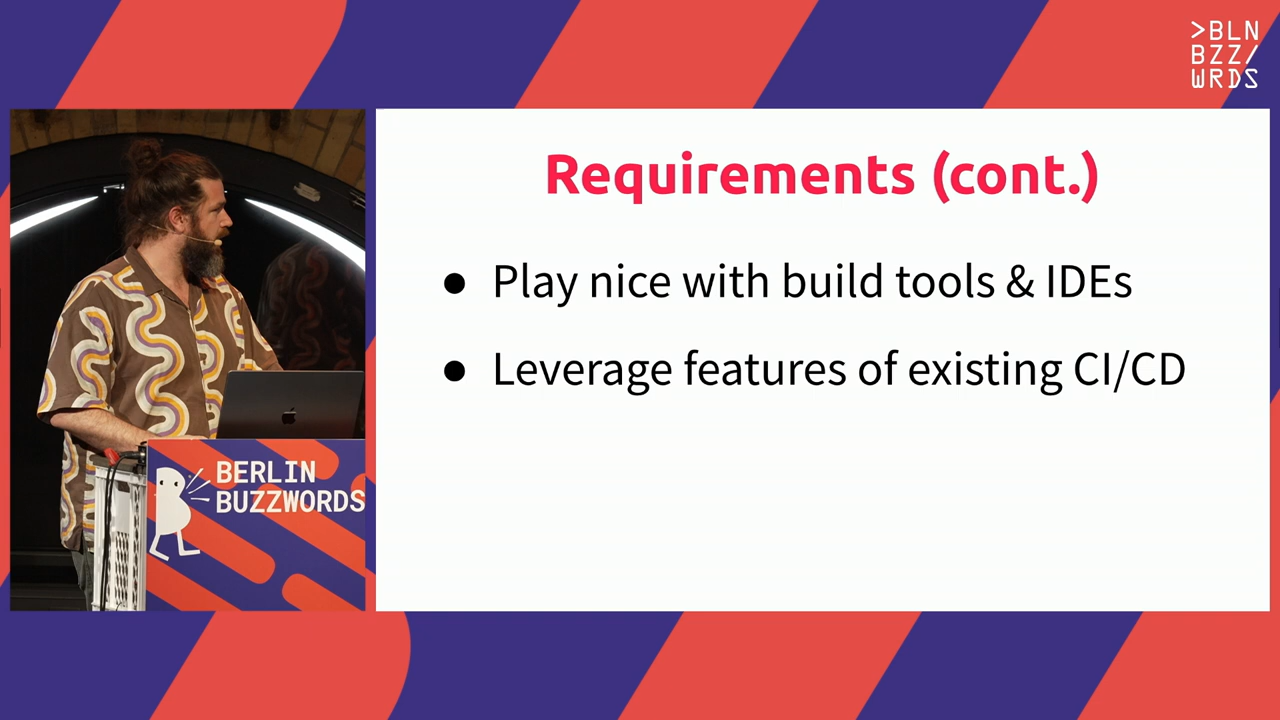 >BLN
BZZ/
WRDS
Requirements (cont.)
● Play nice with build tools & IDEs
● Leverage features of existing CI/CD
BERLIN
BUZZWORDS